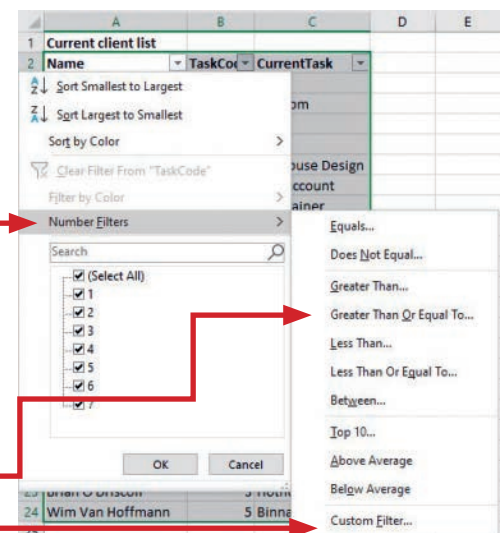 A B C D E
1 Current client list
2 Name TaskCo CurrentTask
Sort Smallest to Largest
Sort Largest to Smallest
Sort by Color
Clear Filter From "TaskCode"
Filter by Color
Number Filters
Search
(Select All)
1
2
3
4
5
6
7
OK Cancel
om
ouse Design
ccount
ainer
Equals...
Does Not Equal...
Greater Than...
Greater Than Or Equal To...
Less Than...
Less Than Or Equal To...
Between...
Top 10...
Above Average
Below Average
Custom Filter...
23 Brian O Driscoll
24 Wim Van Hoffmann 5 Binna